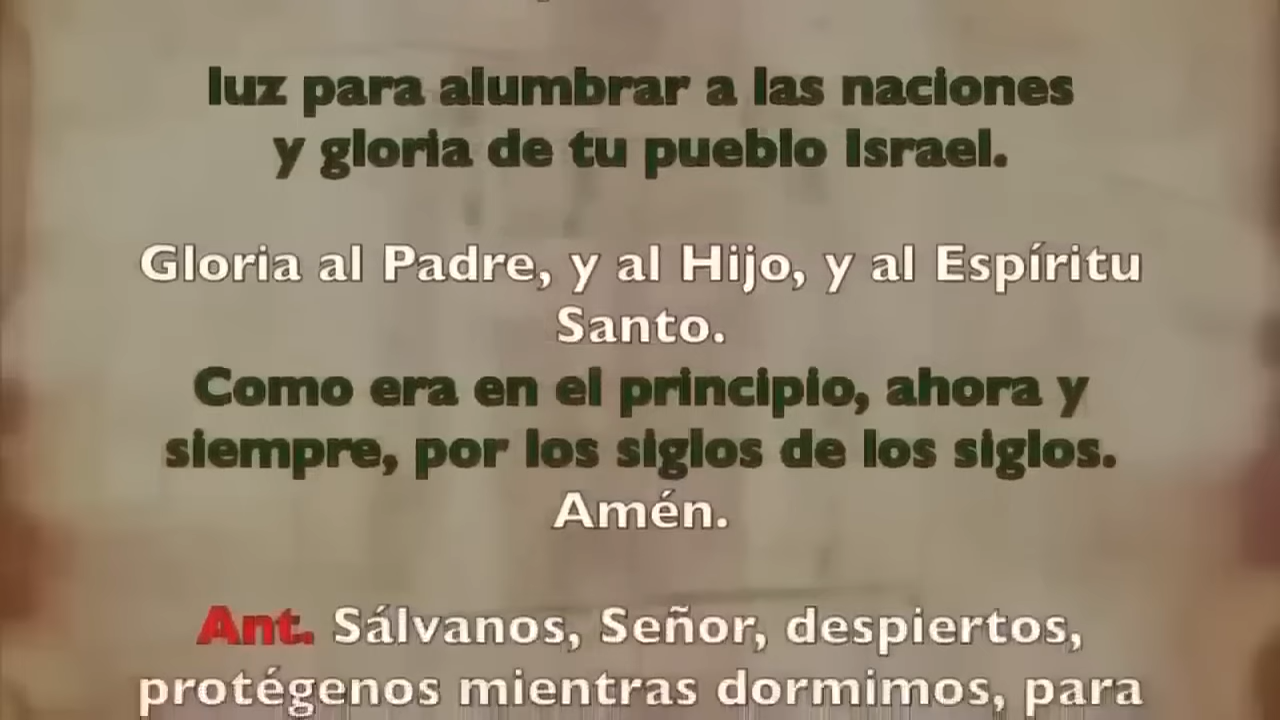 luz para alumbrar a las naciones
y gloria de tu pueblo Israel.
Gloria al Padre, y al Hijo, y al Espíritu
Santo.
Como era en el principio, ahora y
siempre, por los siglos de los siglos.
Amén.
Ant. Sálvanos, Señor, despiertos,
protégenos mientras dormimos, para